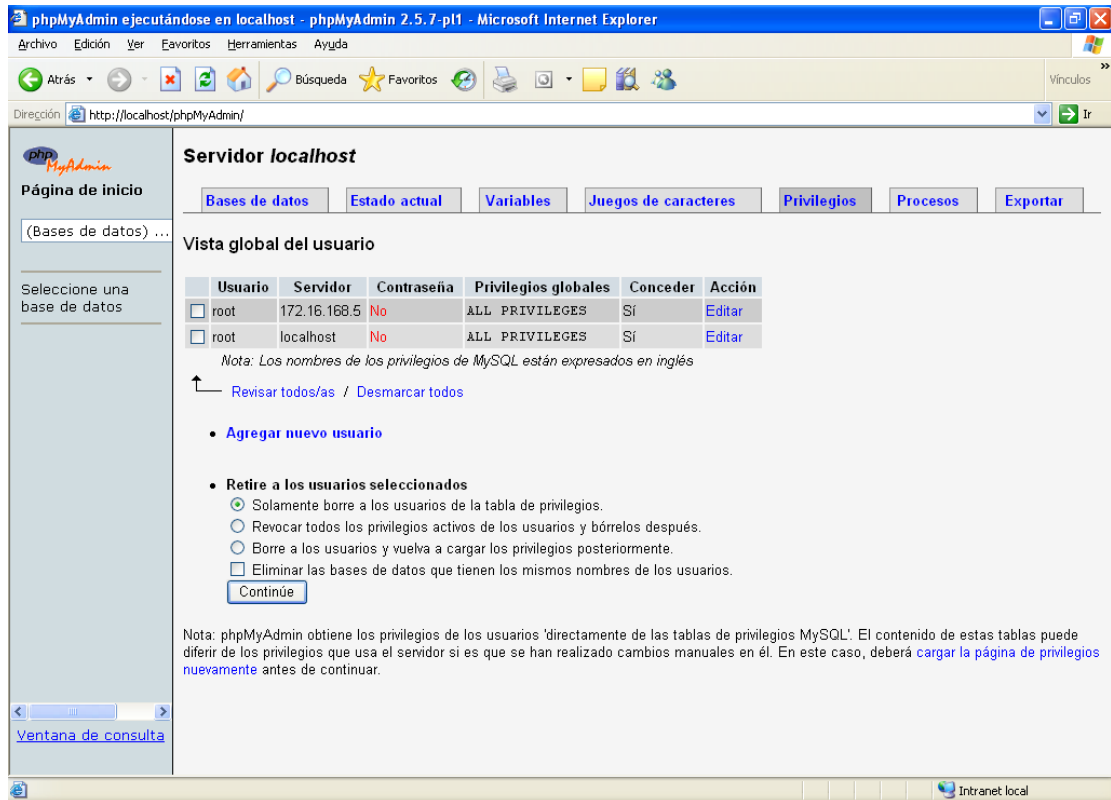 phpMyAdmin ejecutándose en localhost - phpMyAdmin 2.5.7-pl1 - Microsoft Internet Explorer
Archivo Edición Ver Favoritos Herramientas Ayuda
Atrás Búsqueda Favoritos Vínculos »
Dirección http://localhost/phpMyAdmin/ Ir
php
MyAdmin
Página de inicio
(Bases de datos) ...
Seleccione una
base de datos
Ventana de consulta
Servidor localhost
Bases de datos Estado actual Variables Juegos de caracteres Privilegios Procesos Exportar
Vista global del usuario
Usuario Servidor Contraseña Privilegios globales Conceder Acción
root 172.16.168.5 No ALL PRIVILEGES Sí Editar
root localhost No ALL PRIVILEGES Sí Editar
Nota: Los nombres de los privilegios de MySQL están expresados en inglés
Revisar todos/as / Desmarcar todos
• Agregar nuevo usuario
• Retire a los usuarios seleccionados
Solamente borre a los usuarios de la tabla de privilegios.
Revocar todos los privilegios activos de los usuarios y bórrelos después.
Borre a los usuarios y vuelva a cargar los privilegios posteriormente.
Eliminar las bases de datos que tienen los mismos nombres de los usuarios.
Continúe
Nota: phpMyAdmin obtiene los privilegios de los usuarios 'directamente de las tablas de privilegios MySQL'. El contenido de estas tablas puede
diferir de los privilegios que usa el servidor si es que se han realizado cambios manuales en él. En este caso, deberá cargar la página de privilegios
nuevamente antes de continuar.
Intranet local